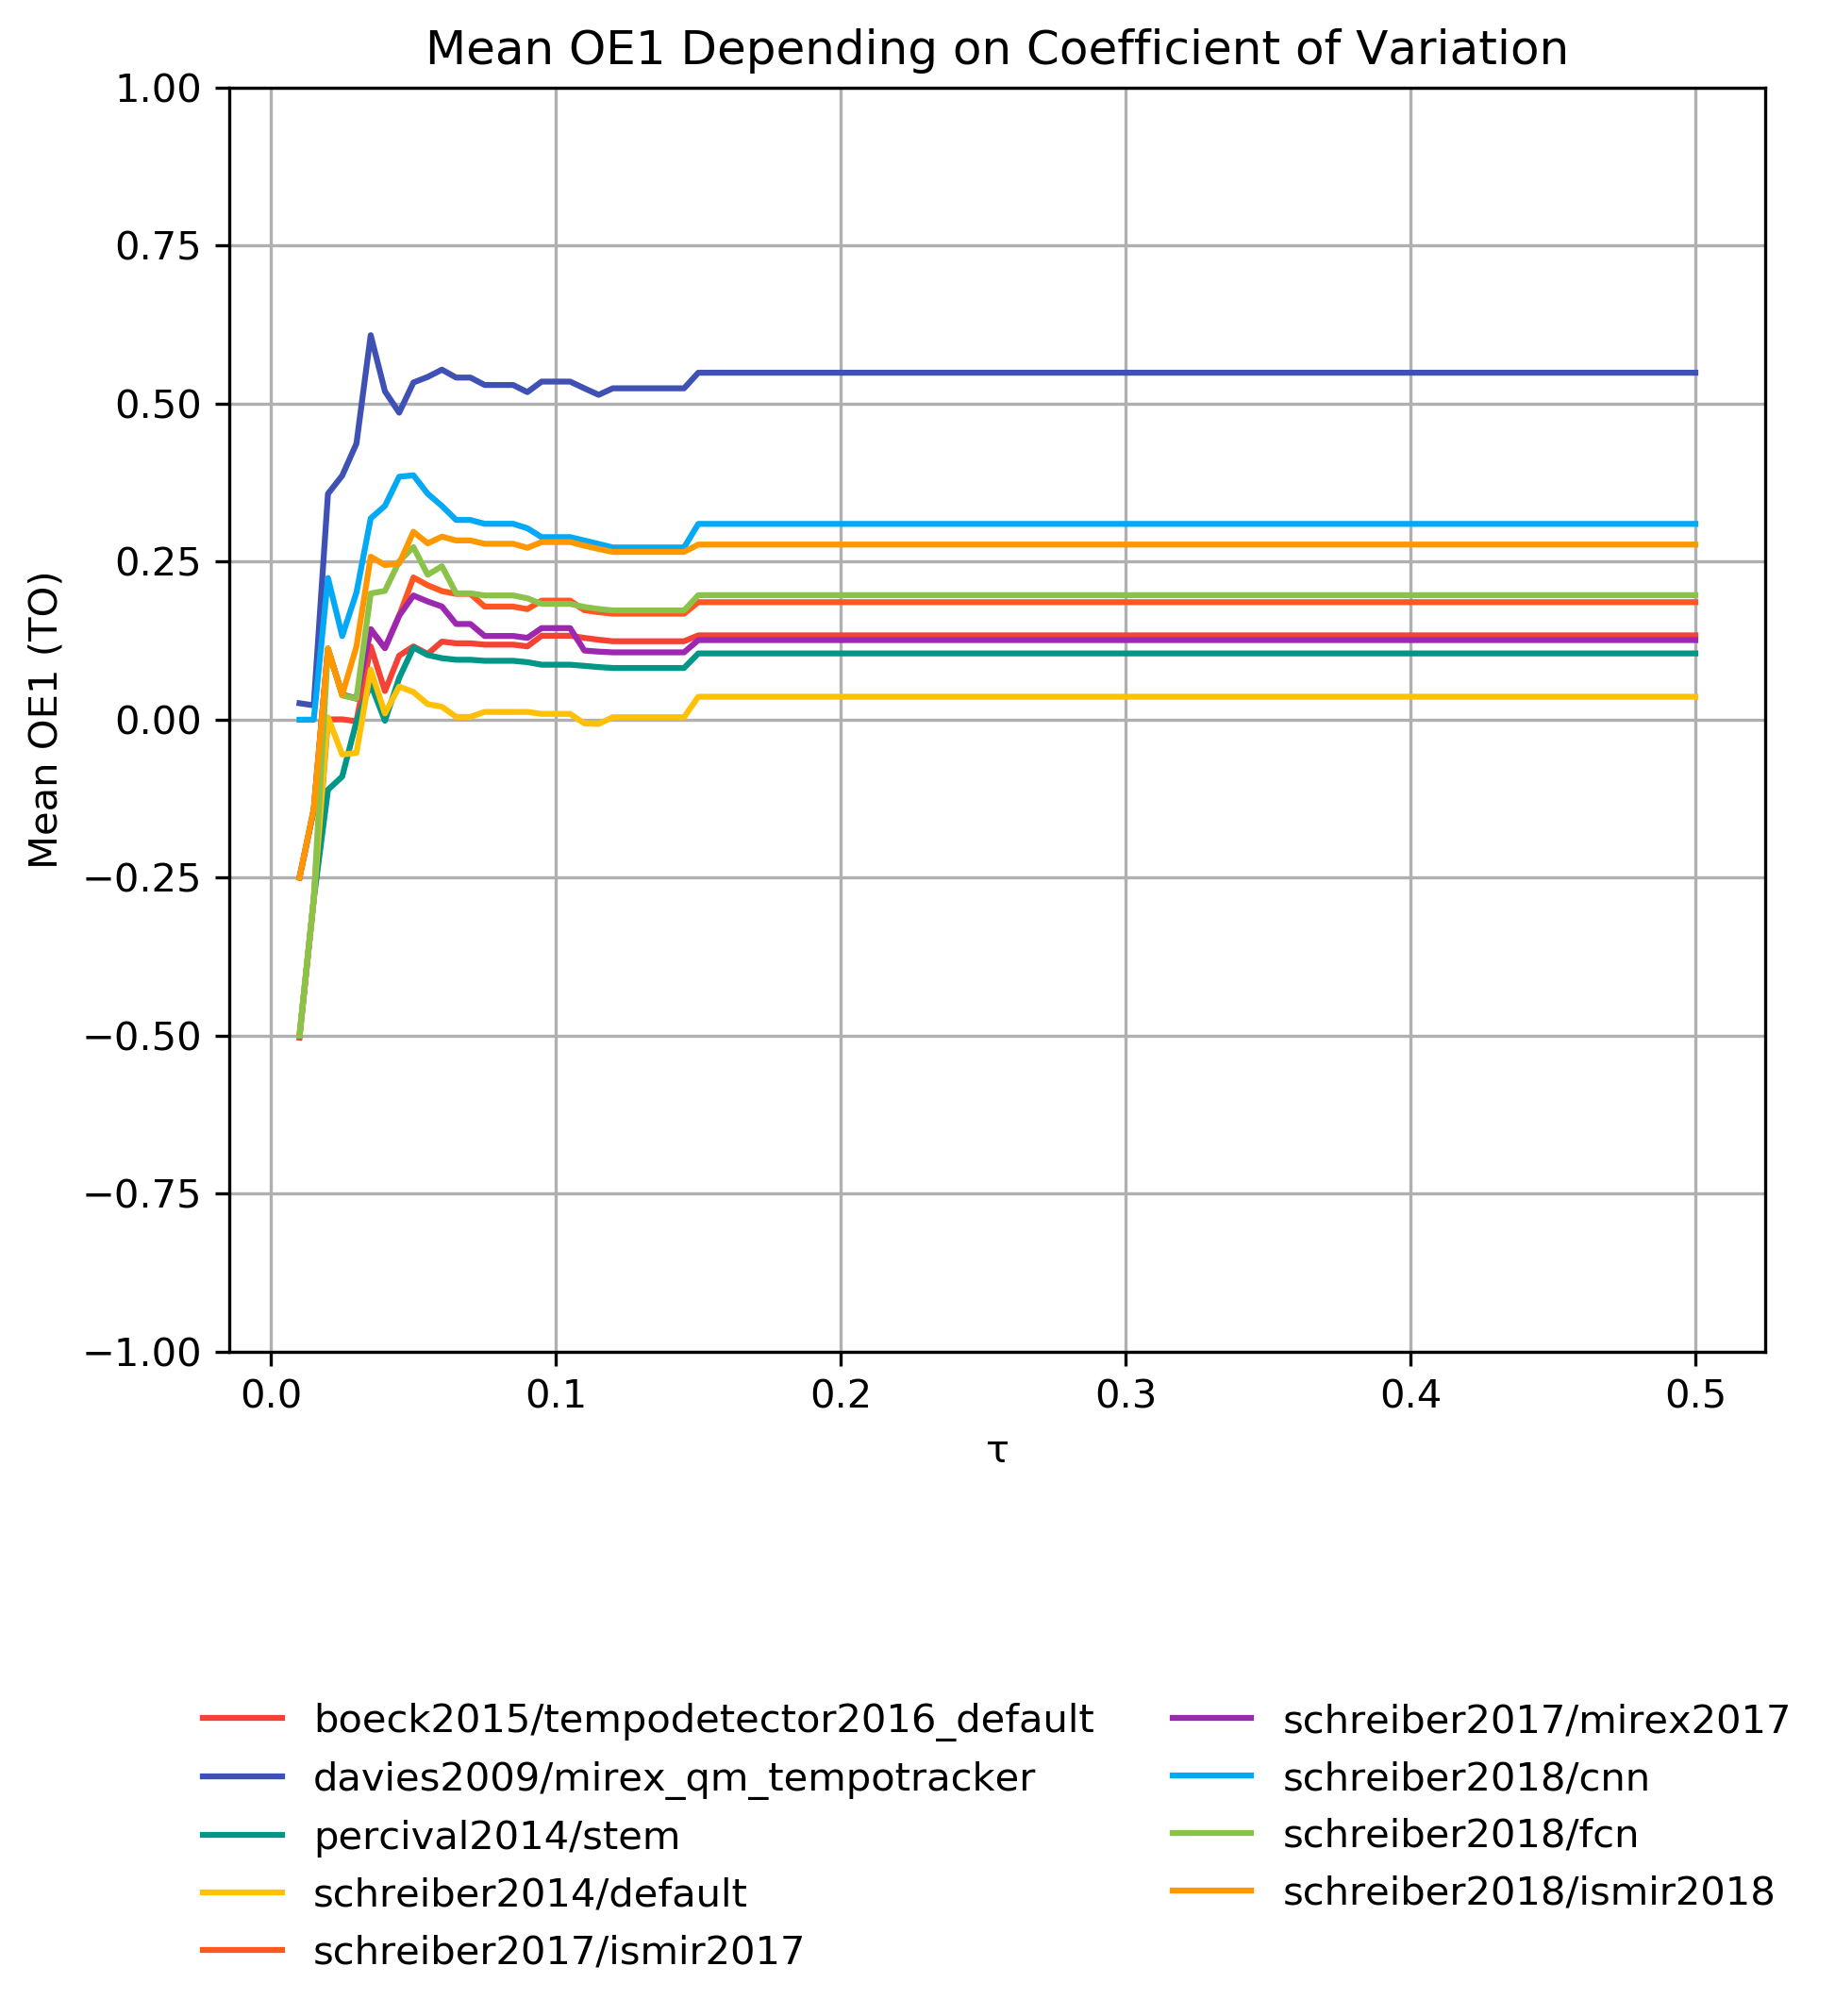 Mean OE1 Depending on Coefficient of Variation
1.00
0.75
0.50
0.25
0.00
−0.25
−0.50
−0.75
−1.00
Mean OE1 (TO)
0.0 0.1 0.2 0.3 0.4 0.5
τ
boeck2015/tempodetector2016_default
davies2009/mirex_qm_tempotracker
percival2014/stem
schreiber2014/default
schreiber2017/ismir2017
schreiber2017/mirex2017
schreiber2018/cnn
schreiber2018/fcn
schreiber2018/ismir2018